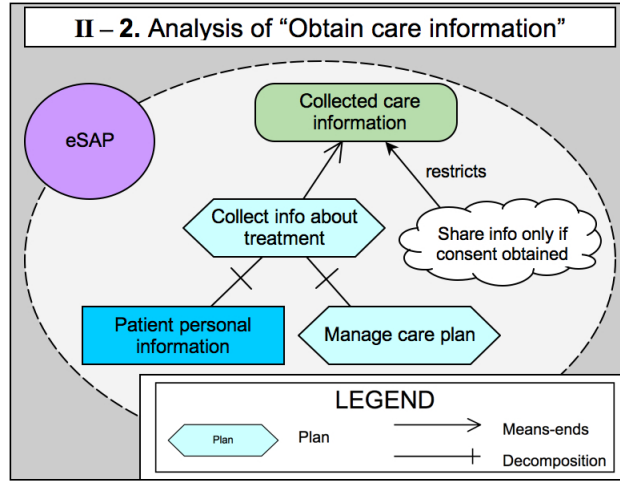 II – 2. Analysis of “Obtain care information”
eSAP
Collected care
information
restricts
Collect info about
treatment
Share info only if
consent obtained
Patient personal
information
Manage care plan
LEGEND
Plan
Plan
Means-ends
Decomposition